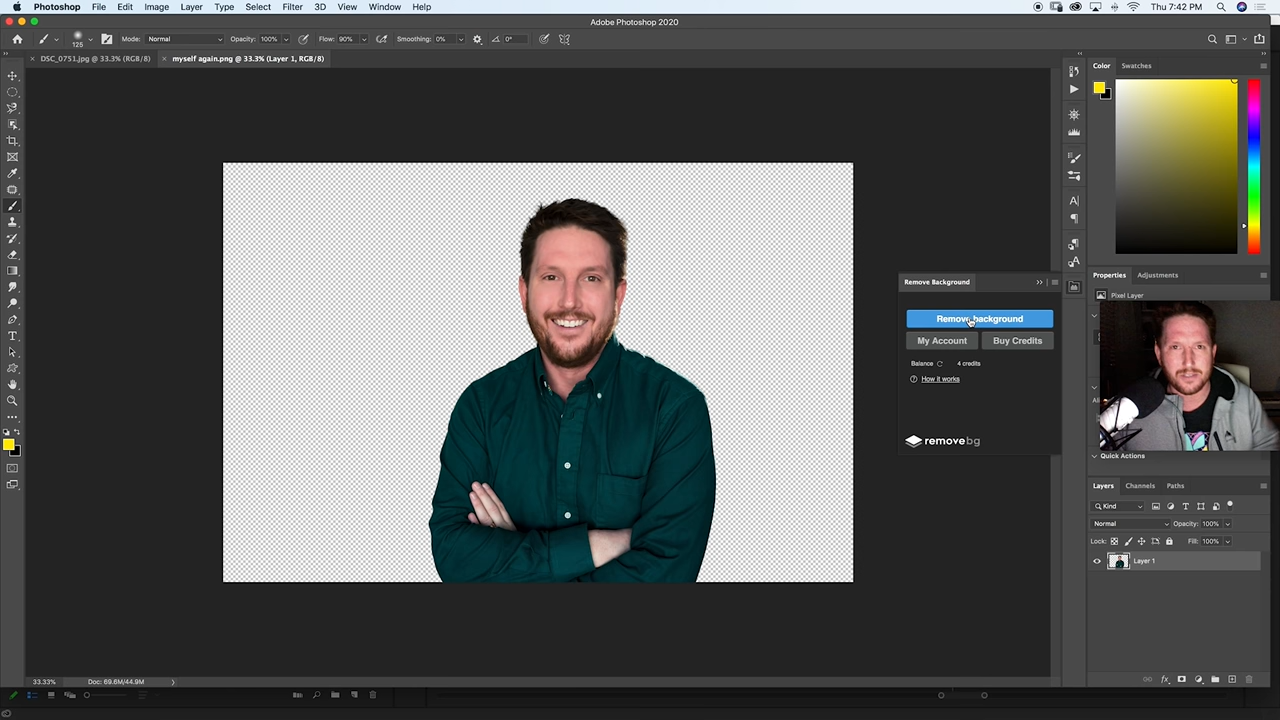 Photoshop File Edit Image Layer Type Select Filter 3D View Window Help Thu 7:42 PM
Adobe Photoshop 2020
125 Mode: Normal Opacity: 100% Flow: 90% Smoothing: 0% 0°
DSC_0751.jpg @ 33.3% (RGB/8) myself again.png @ 33.3% (Layer 1, RGB/8)
Color Swatches
Properties Adjustments
Remove Background
Pixel Layer
Remove background
My Account Buy Credits
Balance 4 credits
How it works
removebg
Quick Actions
Layers Channels Paths
Kind
Normal Opacity: 100%
Lock: Fill: 100%
Layer 1
33.33% Doc: 69.6M/44.9M